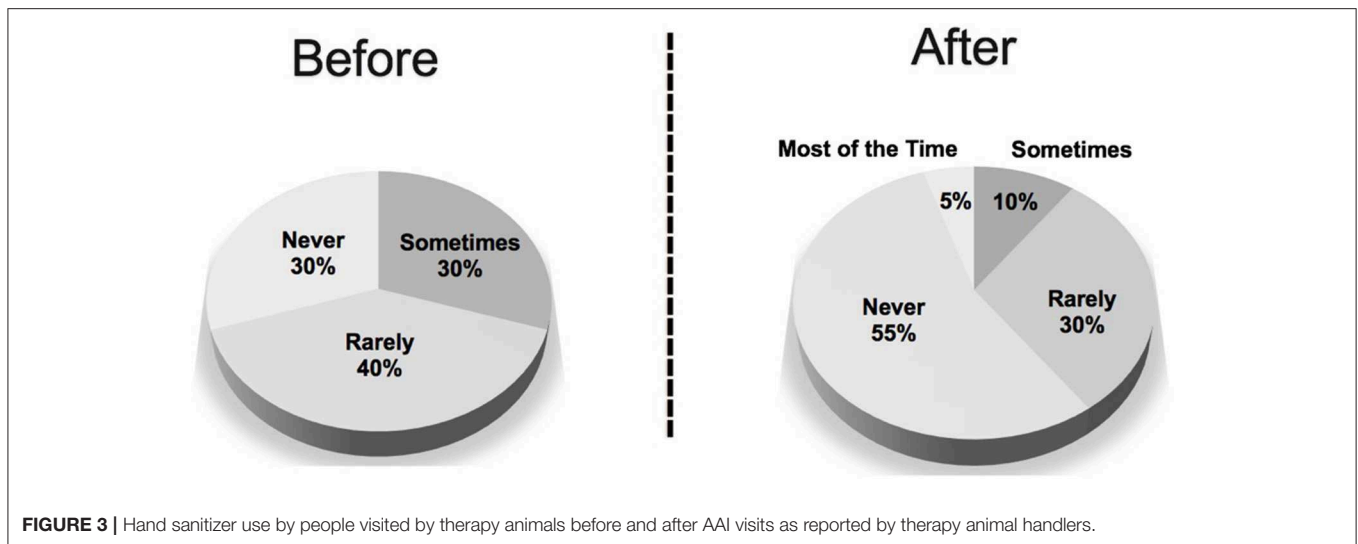 Before
Never
30%
Sometimes
30%
Rarely
40%
After
Most of the Time
Sometimes
5%
10%
Never
55%
Rarely
30%
FIGURE 3 | Hand sanitizer use by people visited by therapy animals before and after AAI visits as reported by therapy animal handlers.